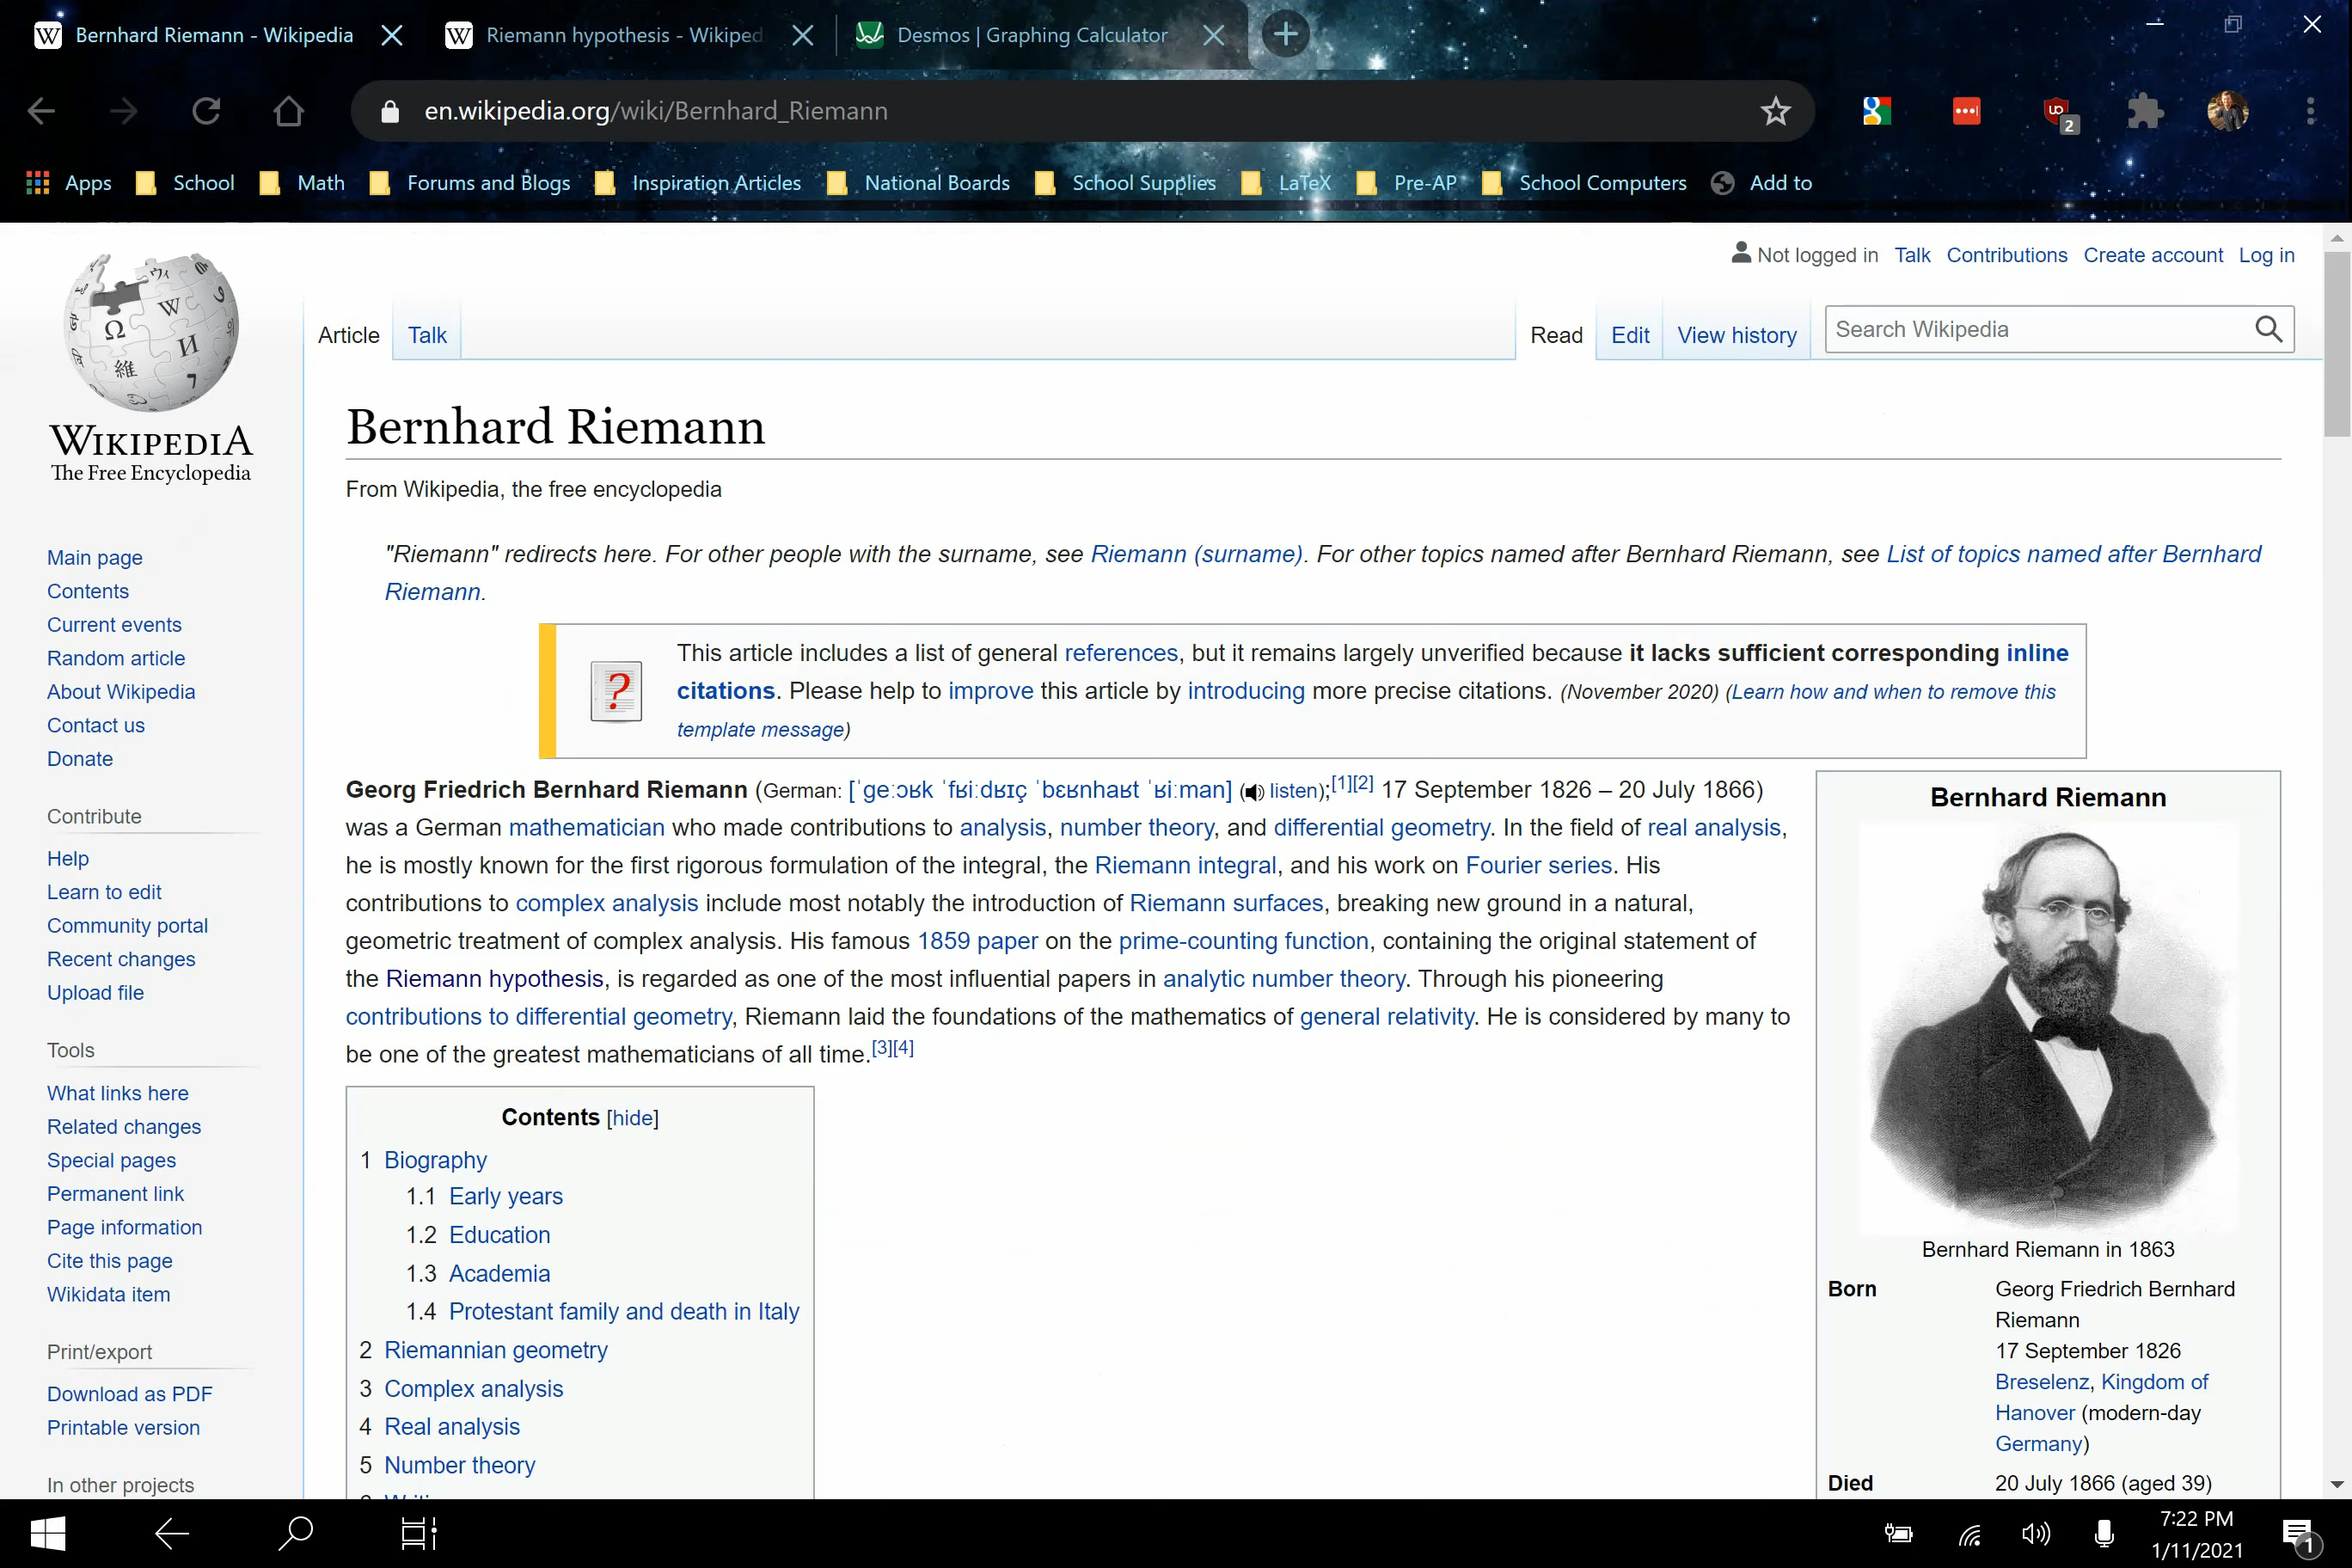 Bernhard Riemann - Wikipedia
Riemann hypothesis - Wikiped
Desmos | Graphing Calculator
en.wikipedia.org/wiki/Bernhard_Riemann
2
Apps School Math Forums and Blogs Inspiration Articles National Boards School Supplies LaTeX Pre-AP School Computers Add to
Not logged in Talk Contributions Create account Log in
Article Talk Read Edit View history Search Wikipedia
WIKIPEDIA
The Free Encyclopedia
Main page
Contents
Current events
Random article
About Wikipedia
Contact us
Donate
Contribute
Help
Learn to edit
Community portal
Recent changes
Upload file
Tools
What links here
Related changes
Special pages
Permanent link
Page information
Cite this page
Wikidata item
Print/export
Download as PDF
Printable version
In other projects
Bernhard Riemann
From Wikipedia, the free encyclopedia
"Riemann" redirects here. For other people with the surname, see Riemann (surname). For other topics named after Bernhard Riemann, see List of topics named after Bernhard
Riemann.
This article includes a list of general references, but it remains largely unverified because it lacks sufficient corresponding inline
citations. Please help to improve this article by introducing more precise citations. (November 2020) (Learn how and when to remove this
template message)
Georg Friedrich Bernhard Riemann (German: [ˈɡeːɔʁk ˈfʁiːdʁɪç ˈbɛʁnhaʁt ˈʁiːman] (listen);[1][2] 17 September 1826 – 20 July 1866)
was a German mathematician who made contributions to analysis, number theory, and differential geometry. In the field of real analysis,
he is mostly known for the first rigorous formulation of the integral, the Riemann integral, and his work on Fourier series. His
contributions to complex analysis include most notably the introduction of Riemann surfaces, breaking new ground in a natural,
geometric treatment of complex analysis. His famous 1859 paper on the prime-counting function, containing the original statement of
the Riemann hypothesis, is regarded as one of the most influential papers in analytic number theory. Through his pioneering
contributions to differential geometry, Riemann laid the foundations of the mathematics of general relativity. He is considered by many to
be one of the greatest mathematicians of all time.[3][4]
Contents [hide]
1 Biography
1.1 Early years
1.2 Education
1.3 Academia
1.4 Protestant family and death in Italy
2 Riemannian geometry
3 Complex analysis
4 Real analysis
5 Number theory
Bernhard Riemann
Bernhard Riemann in 1863
Born Georg Friedrich Bernhard
Riemann
17 September 1826
Breselenz, Kingdom of
Hanover (modern-day
Germany)
Died 20 July 1866 (aged 39)
7:22 PM
1/11/2021
1